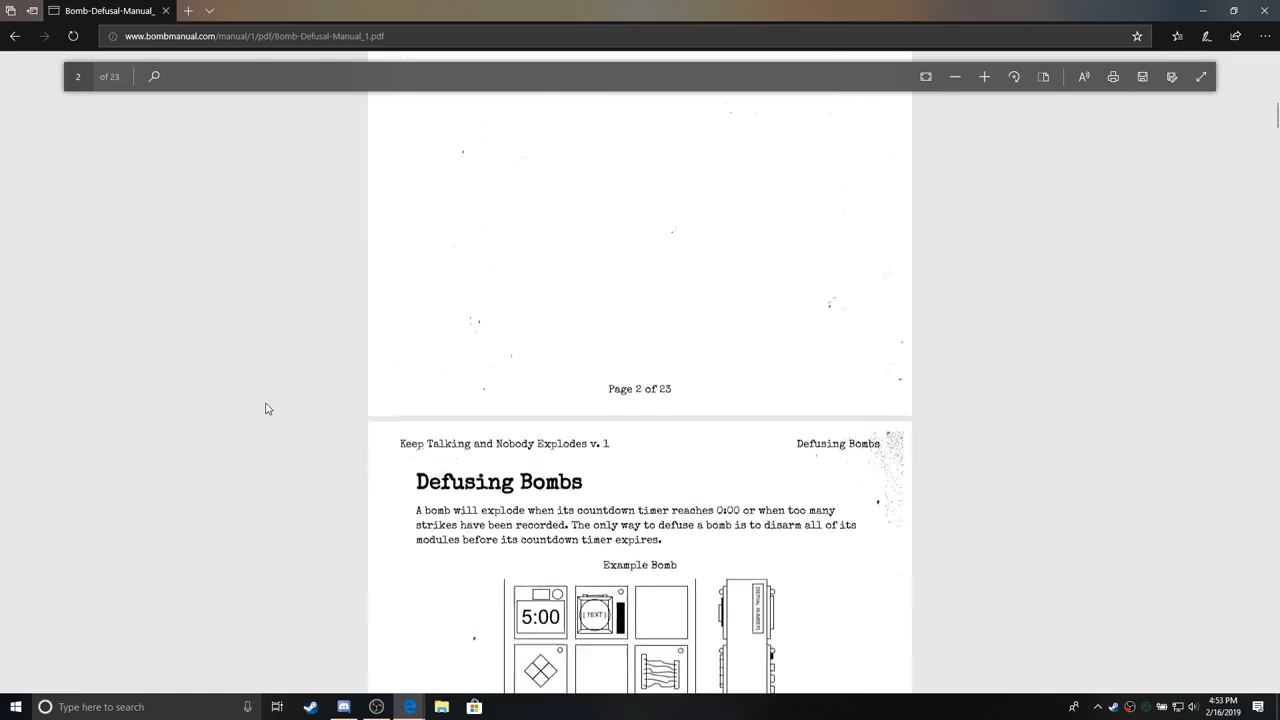 Bomb-Defusal-Manual_
www.bombmanual.com/manual/1/pdf/Bomb-Defusal-Manual_1.pdf
2 of 23
Page 2 of 23
Keep Talking and Nobody Explodes v. 1
Defusing Bombs
Defusing Bombs
A bomb will explode when its countdown timer reaches 0:00 or when too many
strikes have been recorded. The only way to defuse a bomb is to disarm all of its
modules before its countdown timer expires.
Example Bomb
5:00
[TEXT]
[SERIAL NUMBER]
Type here to search
4:53 PM
2/16/2019